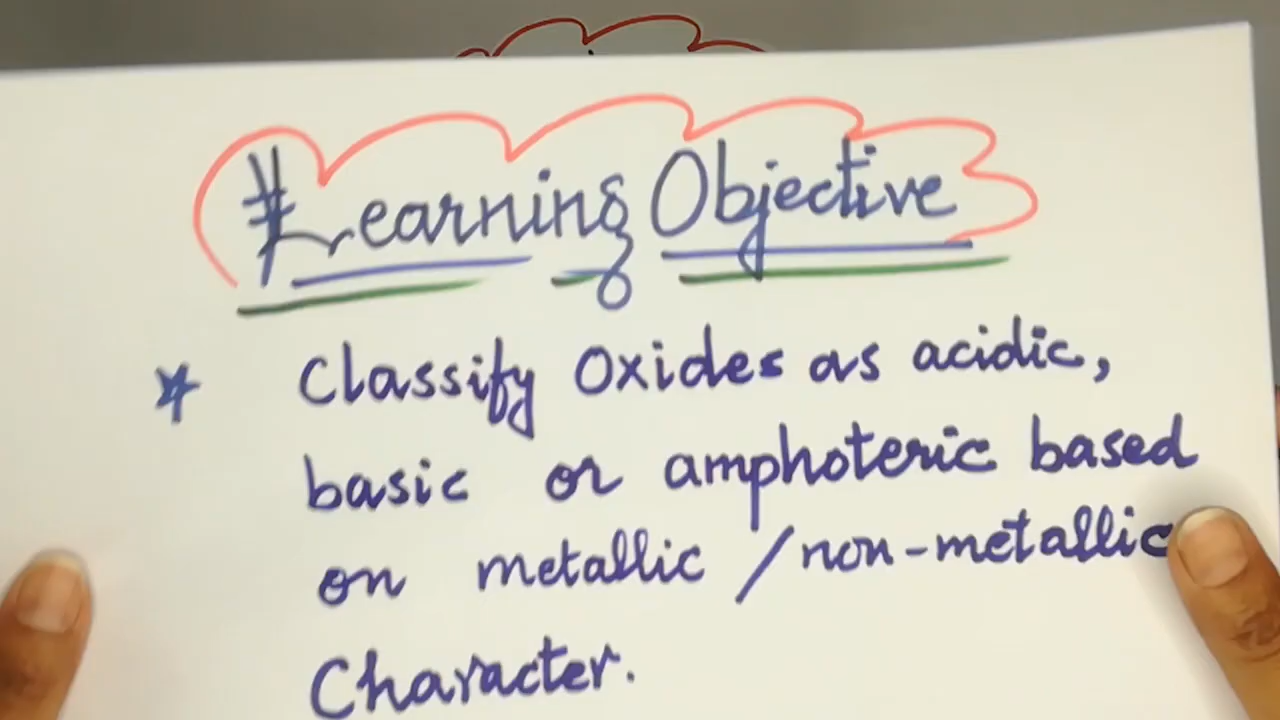 # Learning Objective
* Classify Oxides as acidic,
basic or amphoteric based
on metallic / non-metallic
Character.